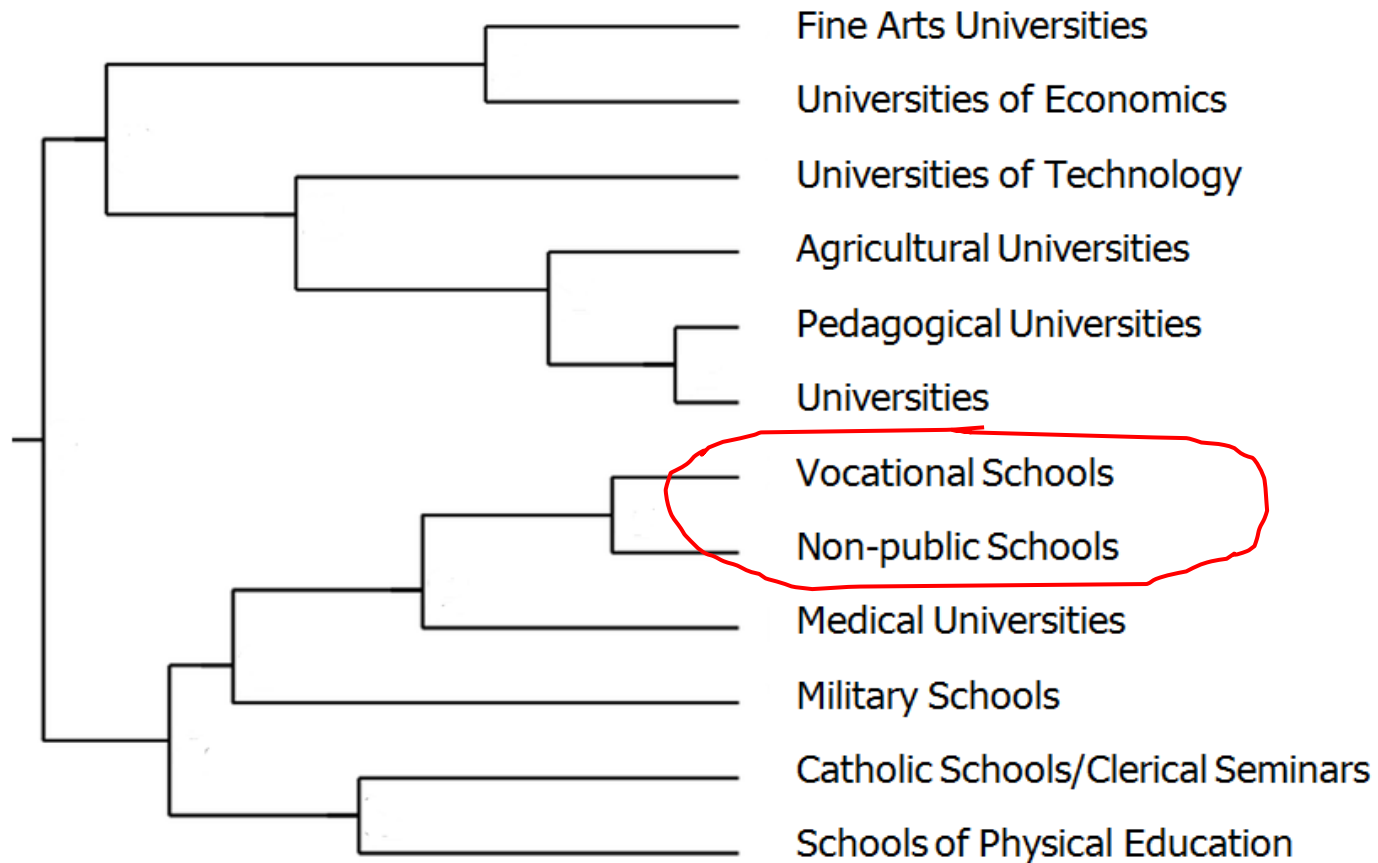 Fine Arts Universities
Universities of Economics
Universities of Technology
Agricultural Universities
Pedagogical Universities
Universities
Vocational Schools
Non-public Schools
Medical Universities
Military Schools
Catholic Schools/Clerical Seminars
Schools of Physical Education